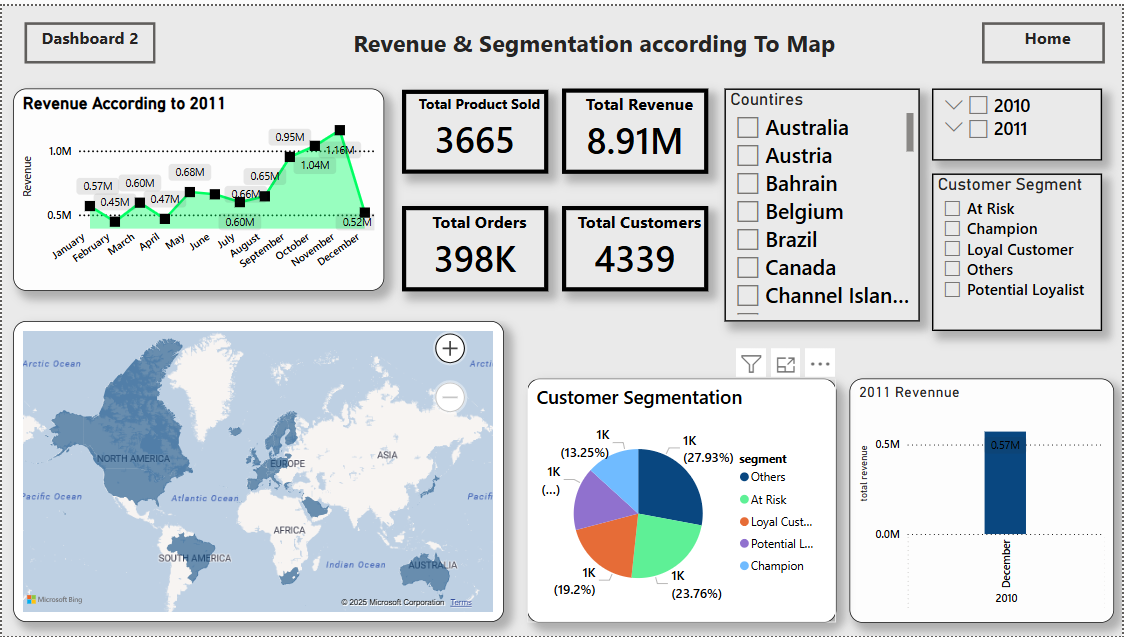 Dashboard 2
Revenue & Segmentation according To Map
Home
Revenue According to 2011
Revenue
1.0M
0.5M
0.57M
0.45M
0.60M
0.47M
0.68M
0.66M
0.60M
0.65M
0.95M
1.04M
1.16M
0.52M
January
February
March
April
May
June
July
August
September
October
November
December
Total Product Sold
3665
Total Revenue
8.91M
Total Orders
398K
Total Customers
4339
Countires
Australia
Austria
Bahrain
Belgium
Brazil
Canada
Channel Islan...
2010
2011
Customer Segment
At Risk
Champion
Loyal Customer
Others
Potential Loyalist
Arctic Ocean
Arcti
NORTH AMERICA
EUROPE
ASIA
Pacific Ocean
Atlantic Ocean
Pacifi
AFRICA
SOUTH AMERICA
Indian Ocean
AUSTRALIA
Microsoft Bing
© 2025 Microsoft Corporation Terms
Customer Segmentation
1K
(27.93%)
1K
(23.76%)
1K
(19.2%)
1K
(...)
1K
(13.25%)
segment
Others
At Risk
Loyal Cust...
Potential L...
Champion
2011 Revennue
total revenue
0.5M
0.0M
0.57M
December
2010